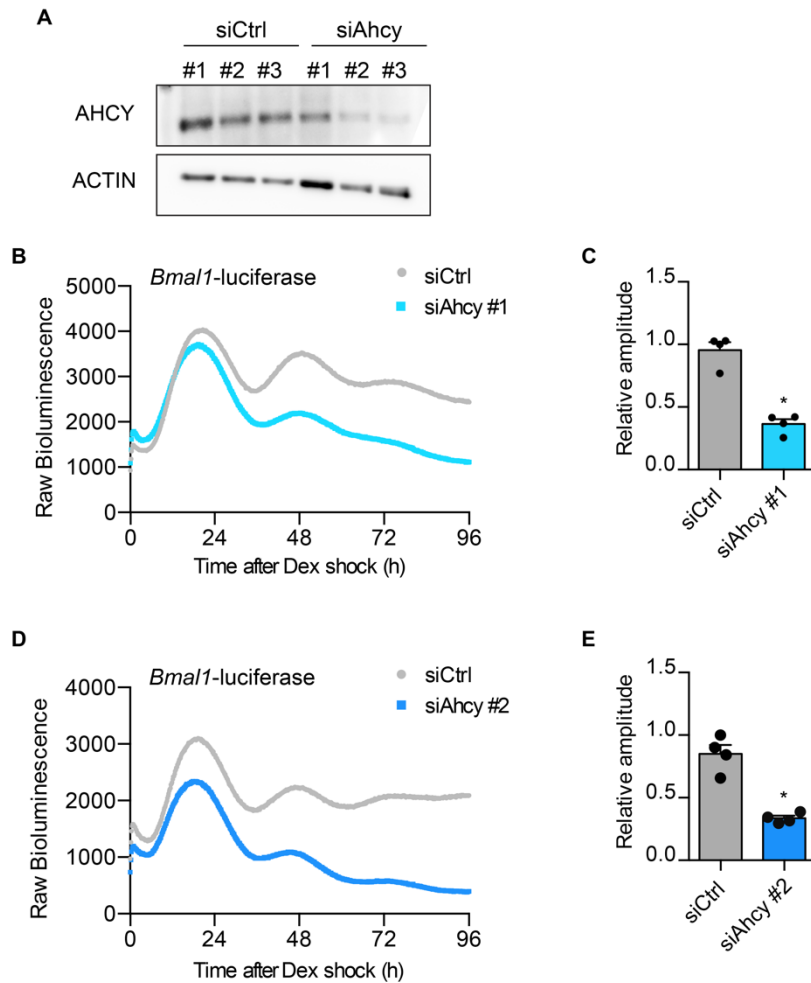 A
siCtrl siAhcy
#1 #2 #3 #1 #2 #3
AHCY
ACTIN
B
Bmal1-luciferase
siCtrl
siAhcy #1
Raw Bioluminescence
5000
4000
3000
2000
1000
0
0 24 48 72 96
Time after Dex shock (h)
C
Relative amplitude
1.5
1.0
0.5
0.0
*
siCtrl
siAhcy #1
D
Bmal1-luciferase
siCtrl
siAhcy #2
Raw Bioluminescence
4000
3000
2000
1000
0
0 24 48 72 96
Time after Dex shock (h)
E
Relative amplitude
1.5
1.0
0.5
0.0
*
siCtrl
siAhcy #2